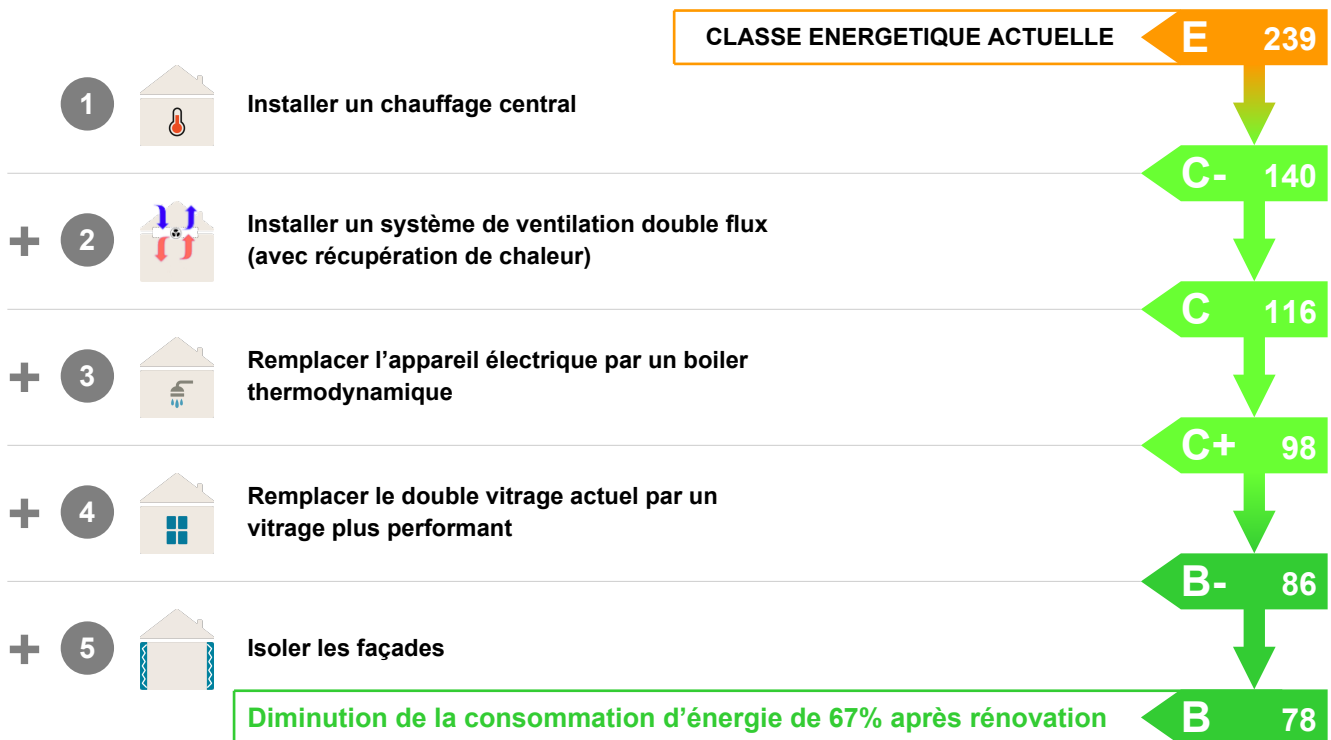 CLASSE ENERGETIQUE ACTUELLE E 239
1 Installer un chauffage central
C- 140
+ 2 Installer un système de ventilation double flux
(avec récupération de chaleur)
C 116
+ 3 Remplacer l’appareil électrique par un boiler
thermodynamique
C+ 98
+ 4 Remplacer le double vitrage actuel par un
vitrage plus performant
B- 86
+ 5 Isoler les façades
Diminution de la consommation d’énergie de 67% après rénovation B 78